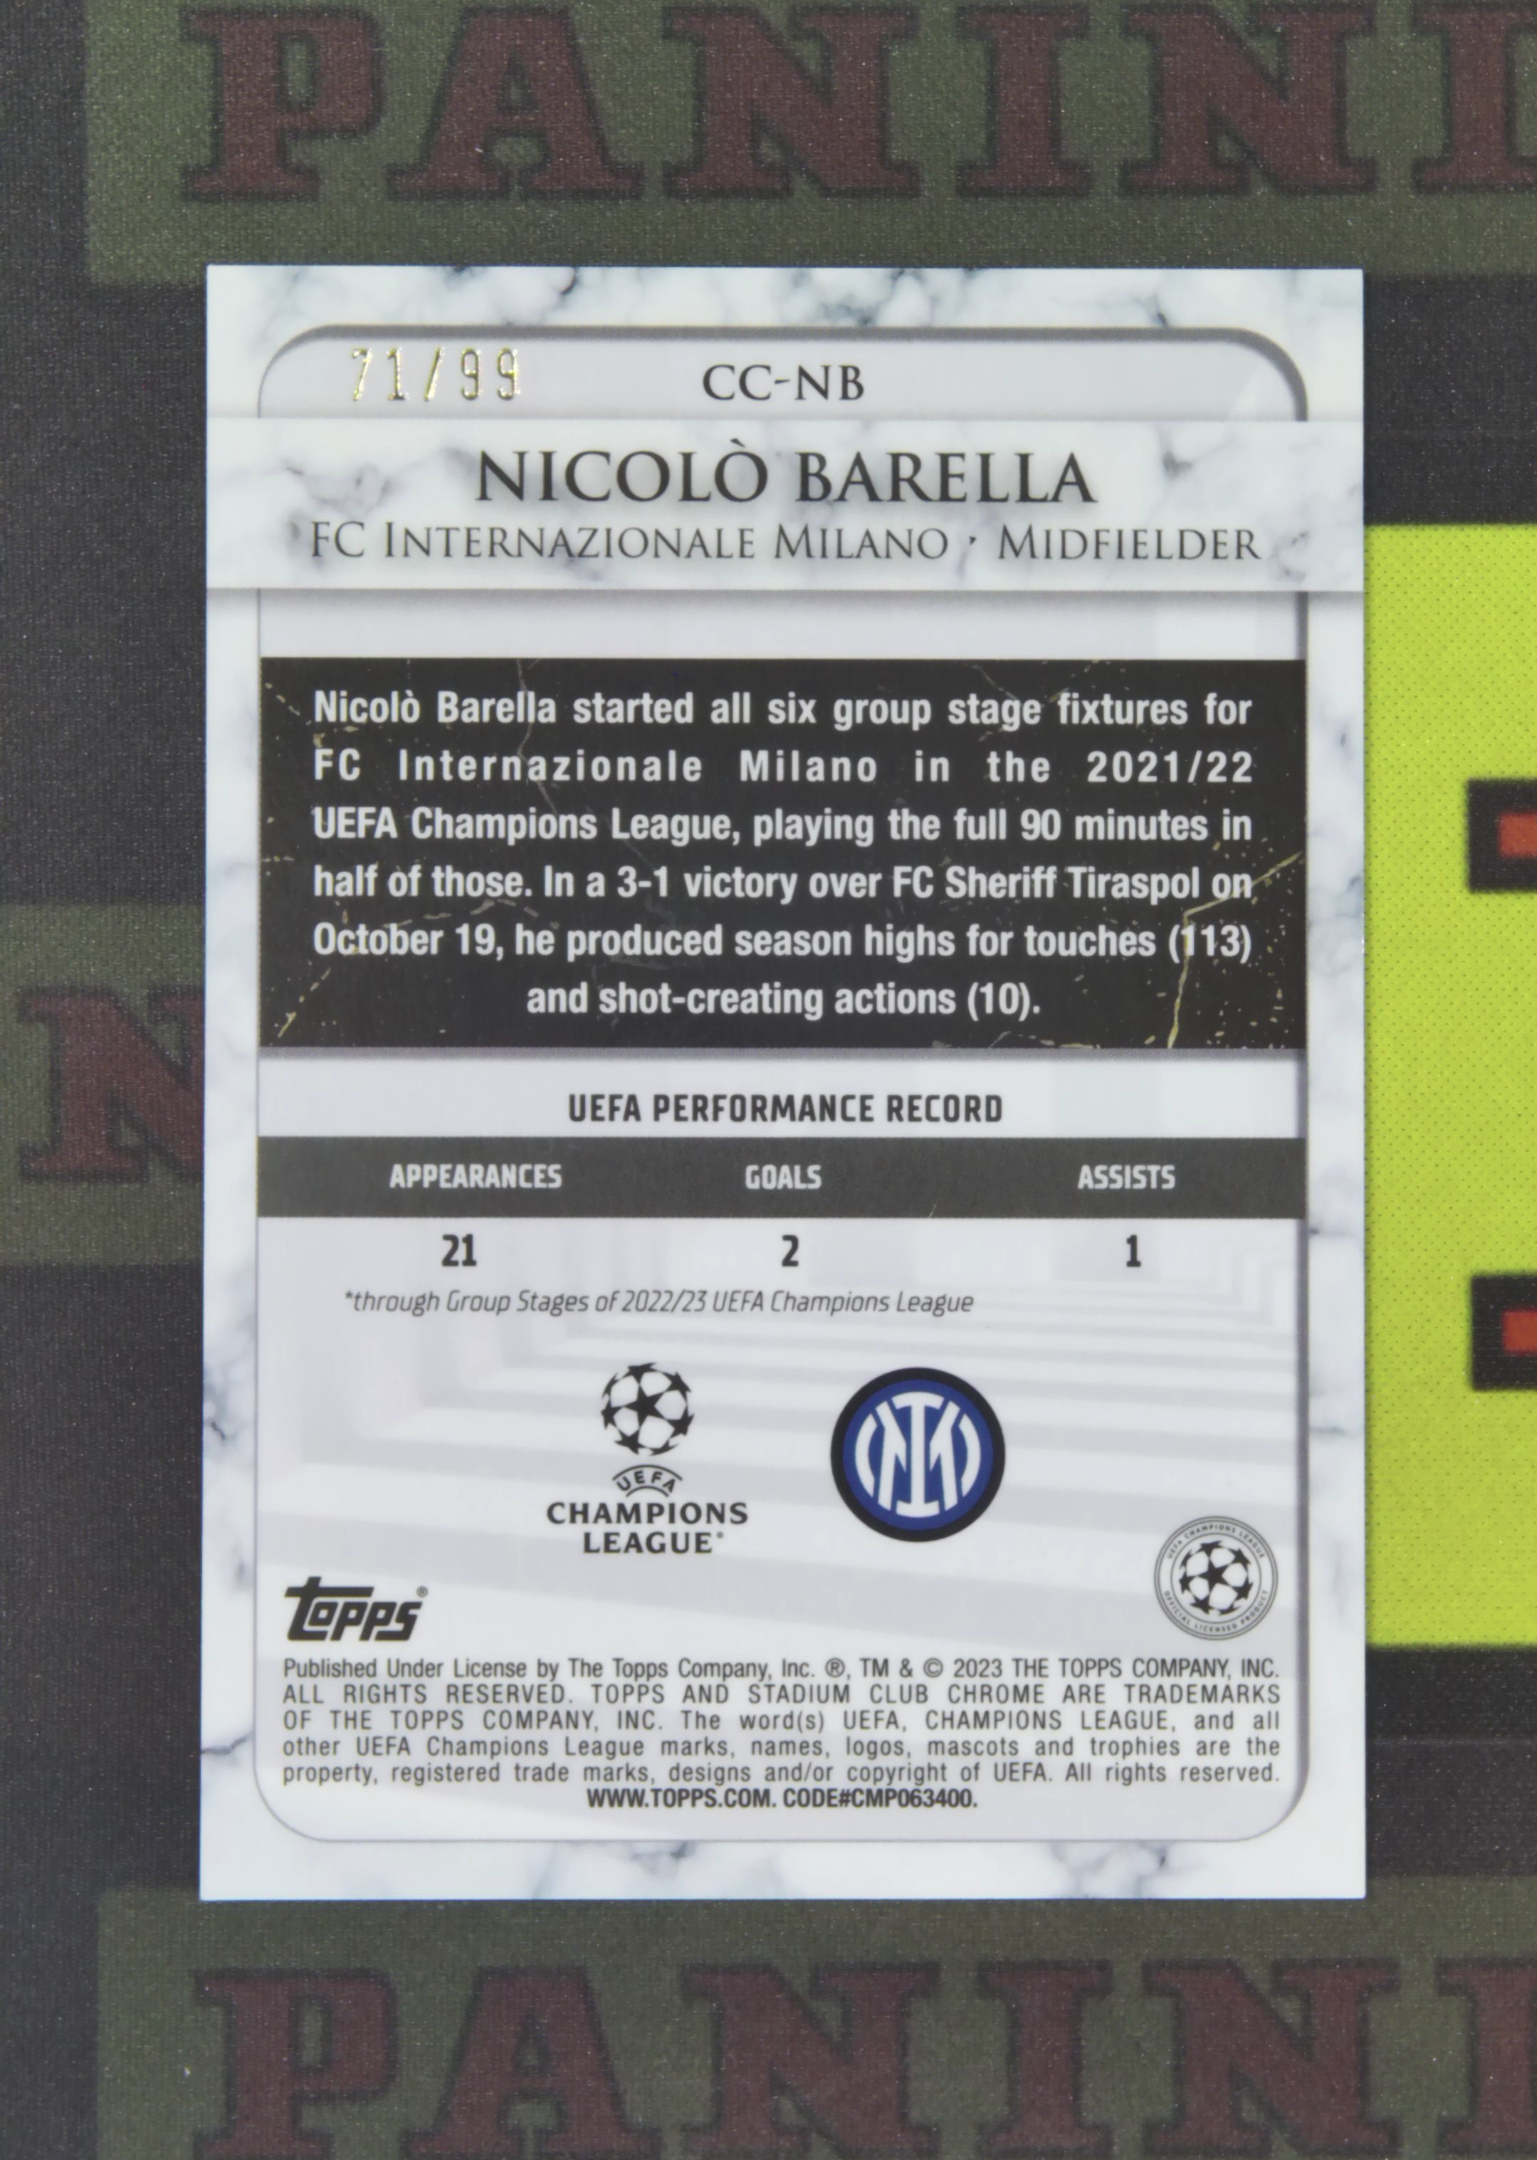 PANINI
71/99
CC-NB
NICOLÒ BARELLA
FC INTERNAZIONALE MILANO · MIDFIELDER
Nicolò Barella started all six group stage fixtures for
FC Internazionale Milano in the 2021/22
UEFA Champions League, playing the full 90 minutes in
half of those. In a 3-1 victory over FC Sheriff Tiraspol on
October 19, he produced season highs for touches (113)
and shot-creating actions (10).
UEFA PERFORMANCE RECORD
APPEARANCES GOALS ASSISTS
21 2 1
*through Group Stages of 2022/23 UEFA Champions League
UEFA
CHAMPIONS
LEAGUE®
UEFA CHAMPIONS LEAGUE
OFFICIAL LICENSED PRODUCT
Topps®
Published Under License by The Topps Company, Inc. ®, TM & © 2023 THE TOPPS COMPANY, INC.
ALL RIGHTS RESERVED. TOPPS AND STADIUM CLUB CHROME ARE TRADEMARKS
OF THE TOPPS COMPANY, INC. The word(s) UEFA, CHAMPIONS LEAGUE, and all
other UEFA Champions League marks, names, logos, mascots and trophies are the
property, registered trade marks, designs and/or copyright of UEFA. All rights reserved.
WWW.TOPPS.COM. CODE#CMP063400.
PANINI